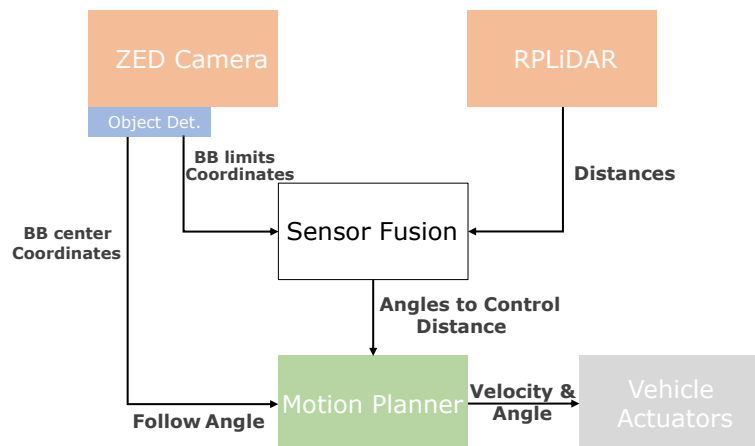 ZED Camera
RPLiDAR
Object Det.
BB limits
Coordinates
Distances
BB center
Coordinates
Sensor Fusion
Angles to Control
Distance
Follow Angle
Motion Planner
Velocity &
Angle
Vehicle
Actuators